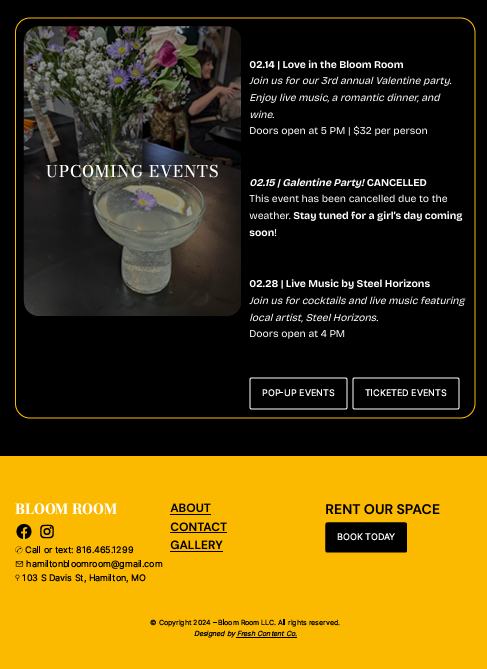 UPCOMING EVENTS
02.14 | Love in the Bloom Room
Join us for our 3rd annual Valentine party.
Enjoy live music, a romantic dinner, and
wine.
Doors open at 5 PM | $32 per person
02.15 | Galentine Party! CANCELLED
This event has been cancelled due to the
weather. Stay tuned for a girl's day coming
soon!
02.28 | Live Music by Steel Horizons
Join us for cocktails and live music featuring
local artist, Steel Horizons.
Doors open at 4 PM
POP-UP EVENTS
TICKETED EVENTS
BLOOM ROOM
Call or text: 816.465.1299
hamiltonbloomroom@gmail.com
103 S Davis St, Hamilton, MO
ABOUT
CONTACT
GALLERY
RENT OUR SPACE
BOOK TODAY
© Copyright 2024 – Bloom Room LLC. All rights reserved.
Designed by Fresh Content Co.